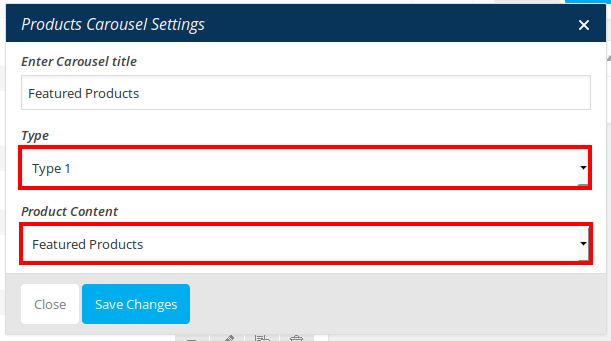 Products Carousel Settings
Enter Carousel title
Featured Products
Type
Type 1
Product Content
Featured Products
Close Save Changes